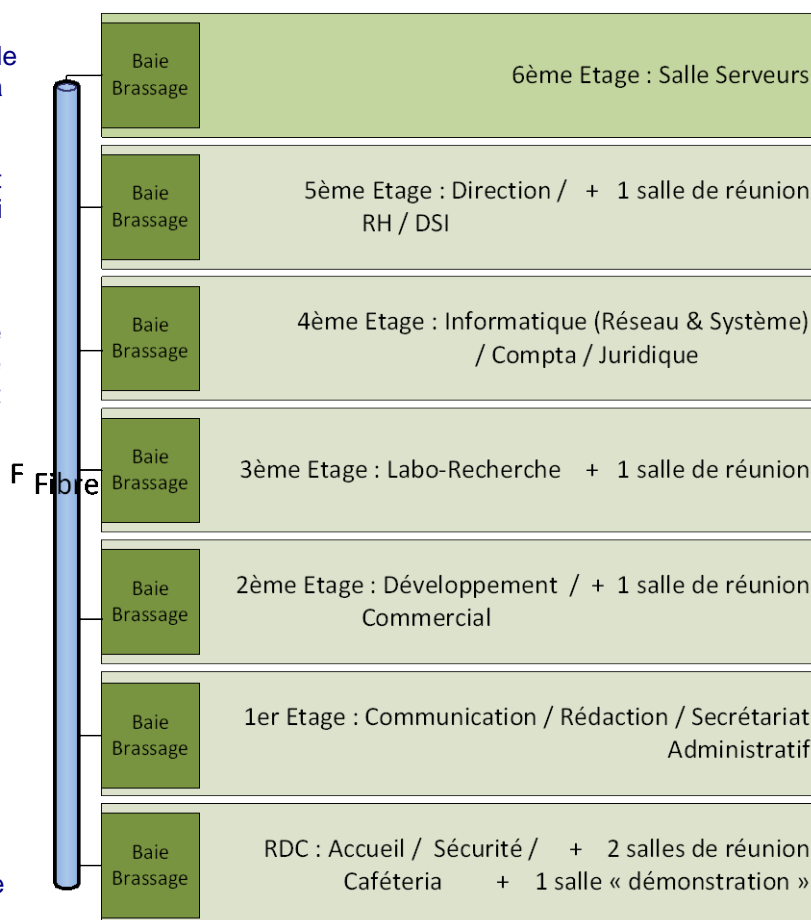 Baie
Brassage
6ème Etage : Salle Serveurs
Baie
Brassage
5ème Etage : Direction / + 1 salle de réunion
RH / DSI
Baie
Brassage
4ème Etage : Informatique (Réseau & Système)
/ Compta / Juridique
F Fibre
Baie
Brassage
3ème Etage : Labo-Recherche + 1 salle de réunion
Baie
Brassage
2ème Etage : Développement / + 1 salle de réunion
Commercial
Baie
Brassage
1er Etage : Communication / Rédaction / Secrétariat
Administratif
Baie
Brassage
RDC : Accueil / Sécurité / + 2 salles de réunion
Caféteria + 1 salle « démonstration »